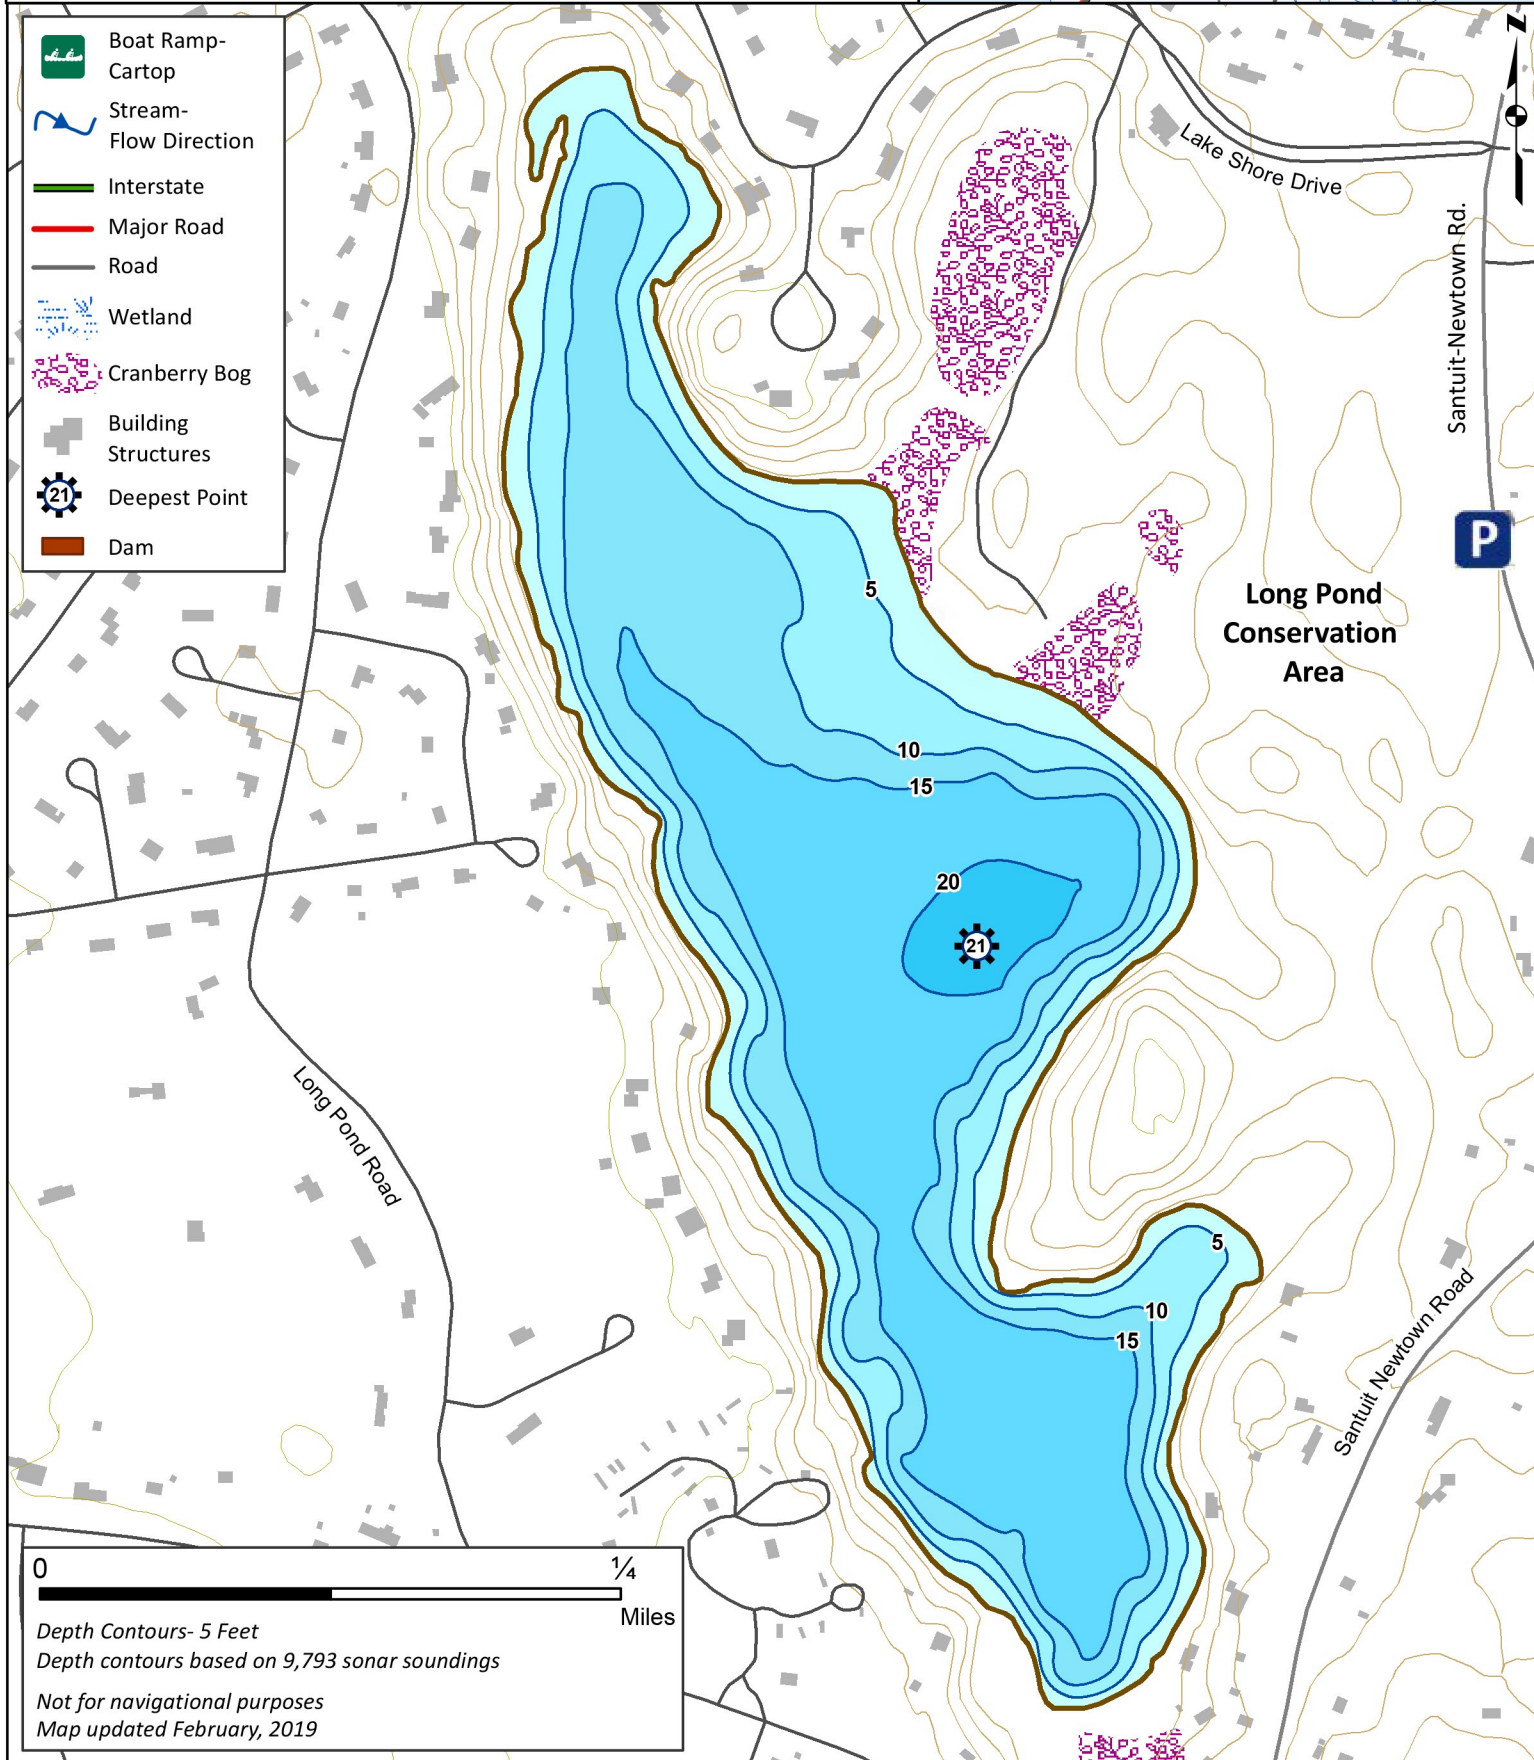 Boat Ramp-
Cartop
Stream-
Flow Direction
Interstate
Major Road
Road
Wetland
Cranberry Bog
Building
Structures
21
Deepest Point
Dam
N
Lake Shore Drive
Santuit-Newtown Rd.
P
Long Pond
Conservation
Area
5
10
15
20
21
5
10
15
Long Pond Road
Santuit Newtown Road
0 ¼
Miles
Depth Contours- 5 Feet
Depth contours based on 9,793 sonar soundings
Not for navigational purposes
Map updated February, 2019